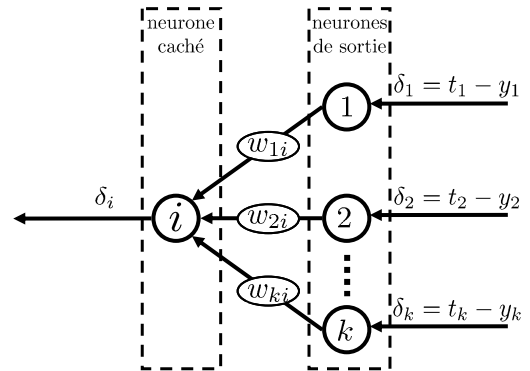 neurone
caché
neurones
de sortie
δ₁ = t₁ − y₁
1
w₁ᵢ
δᵢ
i
w₂ᵢ
2
δ₂ = t₂ − y₂
wₖᵢ
k
δₖ = tₖ − yₖ